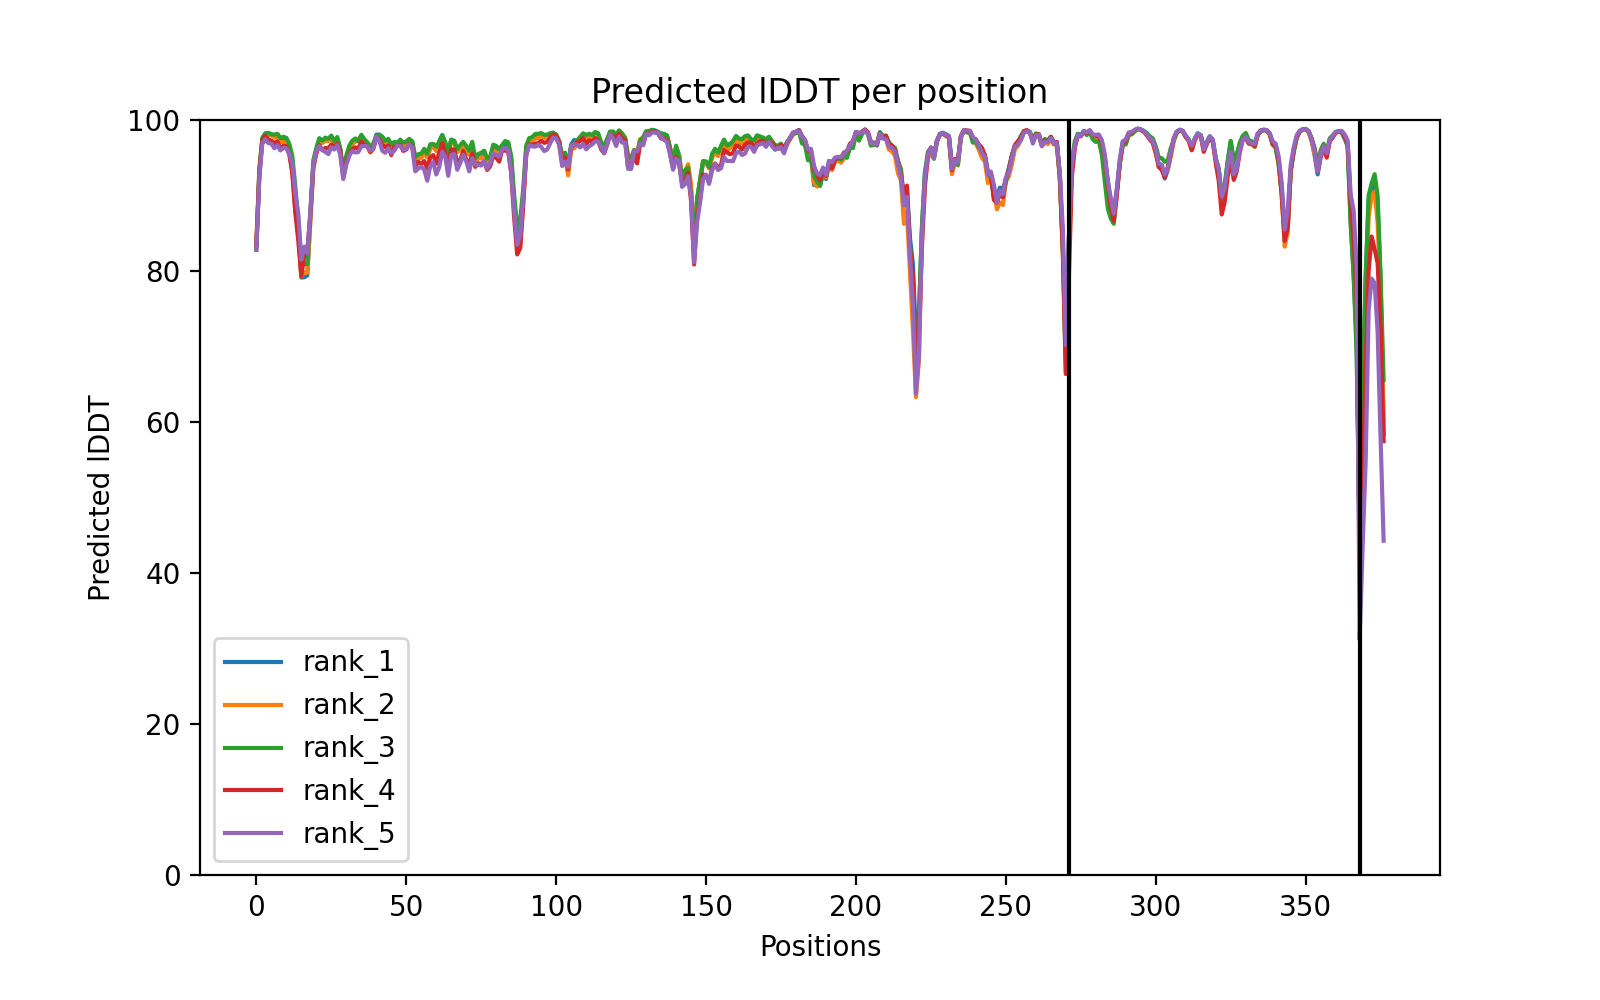 Predicted lDDT per position
100
80
60
40
20
0
Predicted lDDT
rank_1
rank_2
rank_3
rank_4
rank_5
0 50 100 150 200 250 300 350
Positions